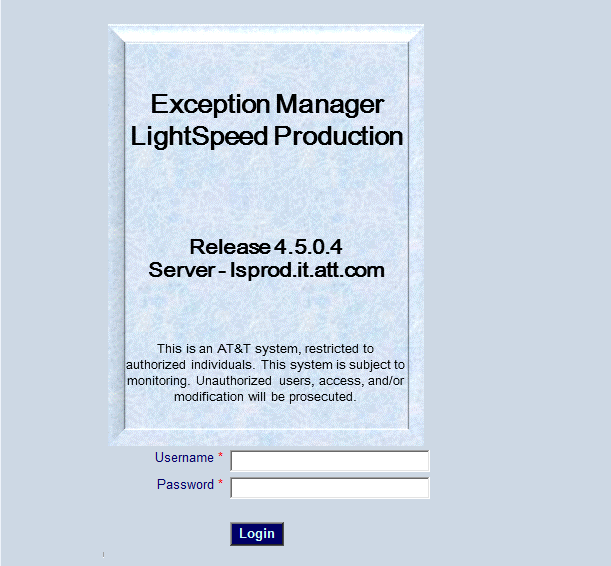 Exception Manager
LightSpeed Production
Release 4.5.0.4
Server - lsprod.it.att.com
This is an AT&T system, restricted to
authorized individuals. This system is subject to
monitoring. Unauthorized users, access, and/or
modification will be prosecuted.
Username *
Password *
Login